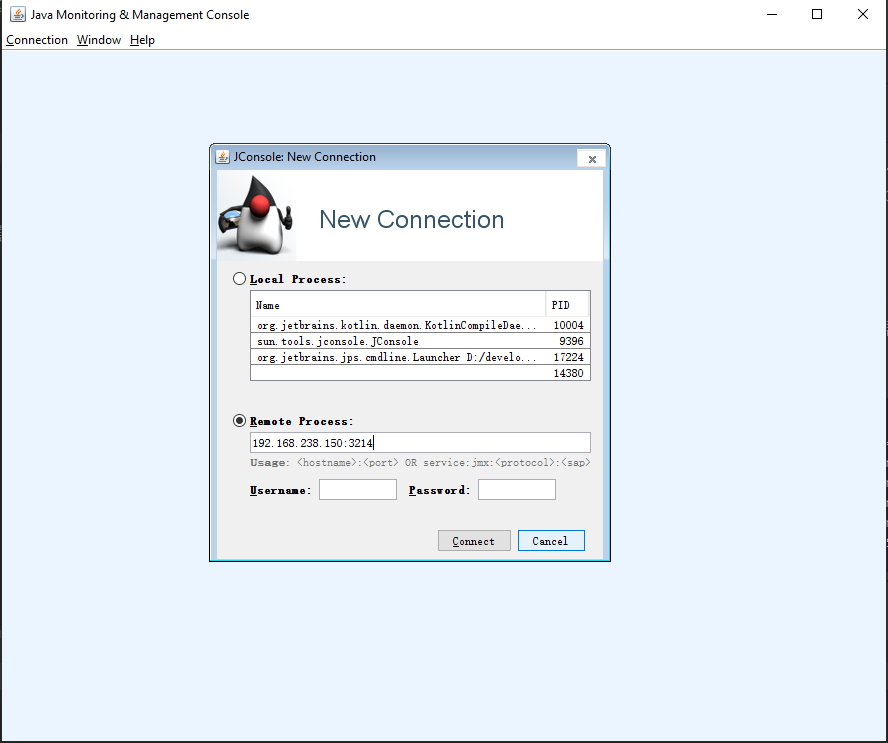 Java Monitoring & Management Console
Connection Window Help
JConsole: New Connection
New Connection
Local Process:
Name PID
org.jetbrains.kotlin.daemon.KotlinCompileDae... 10004
sun.tools.jconsole.JConsole 9396
org.jetbrains.jps.cmdline.Launcher D:/develo... 17224
14380
Remote Process:
192.168.238.150:3214
Usage: <hostname>:<port> OR service:jmx:<protocol>:<sap>
Username: Password:
Connect Cancel